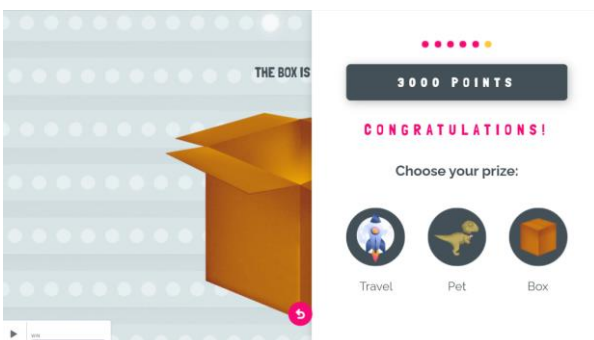 THE BOX IS
3000 POINTS
CONGRATULATIONS!
Choose your prize:
Travel Pet Box